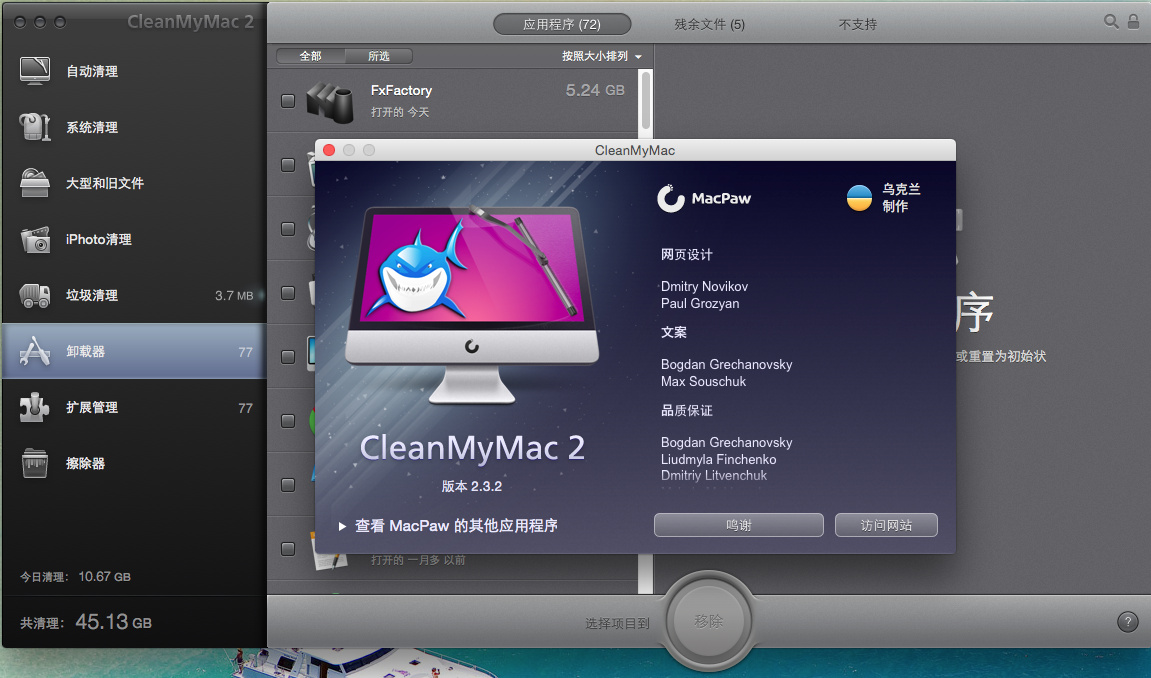 CleanMyMac 2
应用程序 (72)
残余文件 (5)
不支持
自动清理
系统清理
大型和旧文件
iPhoto清理
垃圾清理
3.7 MB
卸载器
77
扩展管理
77
擦除器
今日清理: 10.67 GB
共清理: 45.13 GB
全部
所选
按照大小排列
FxFactory
5.24 GB
打开的 今天
CleanMyMac
MacPaw
乌克兰
制作
网页设计
Dmitry Novikov
Paul Grozyan
文案
Bogdan Grechanovsky
Max Souschuk
品质保证
Bogdan Grechanovsky
Liudmyla Finchenko
Dmitriy Litvenchuk
CleanMyMac 2
版本 2.3.2
查看 MacPaw 的其他应用程序
鸣谢
访问网站
序
或重置为初始状
打开的 一月多 以前
选择项目到
移除
?